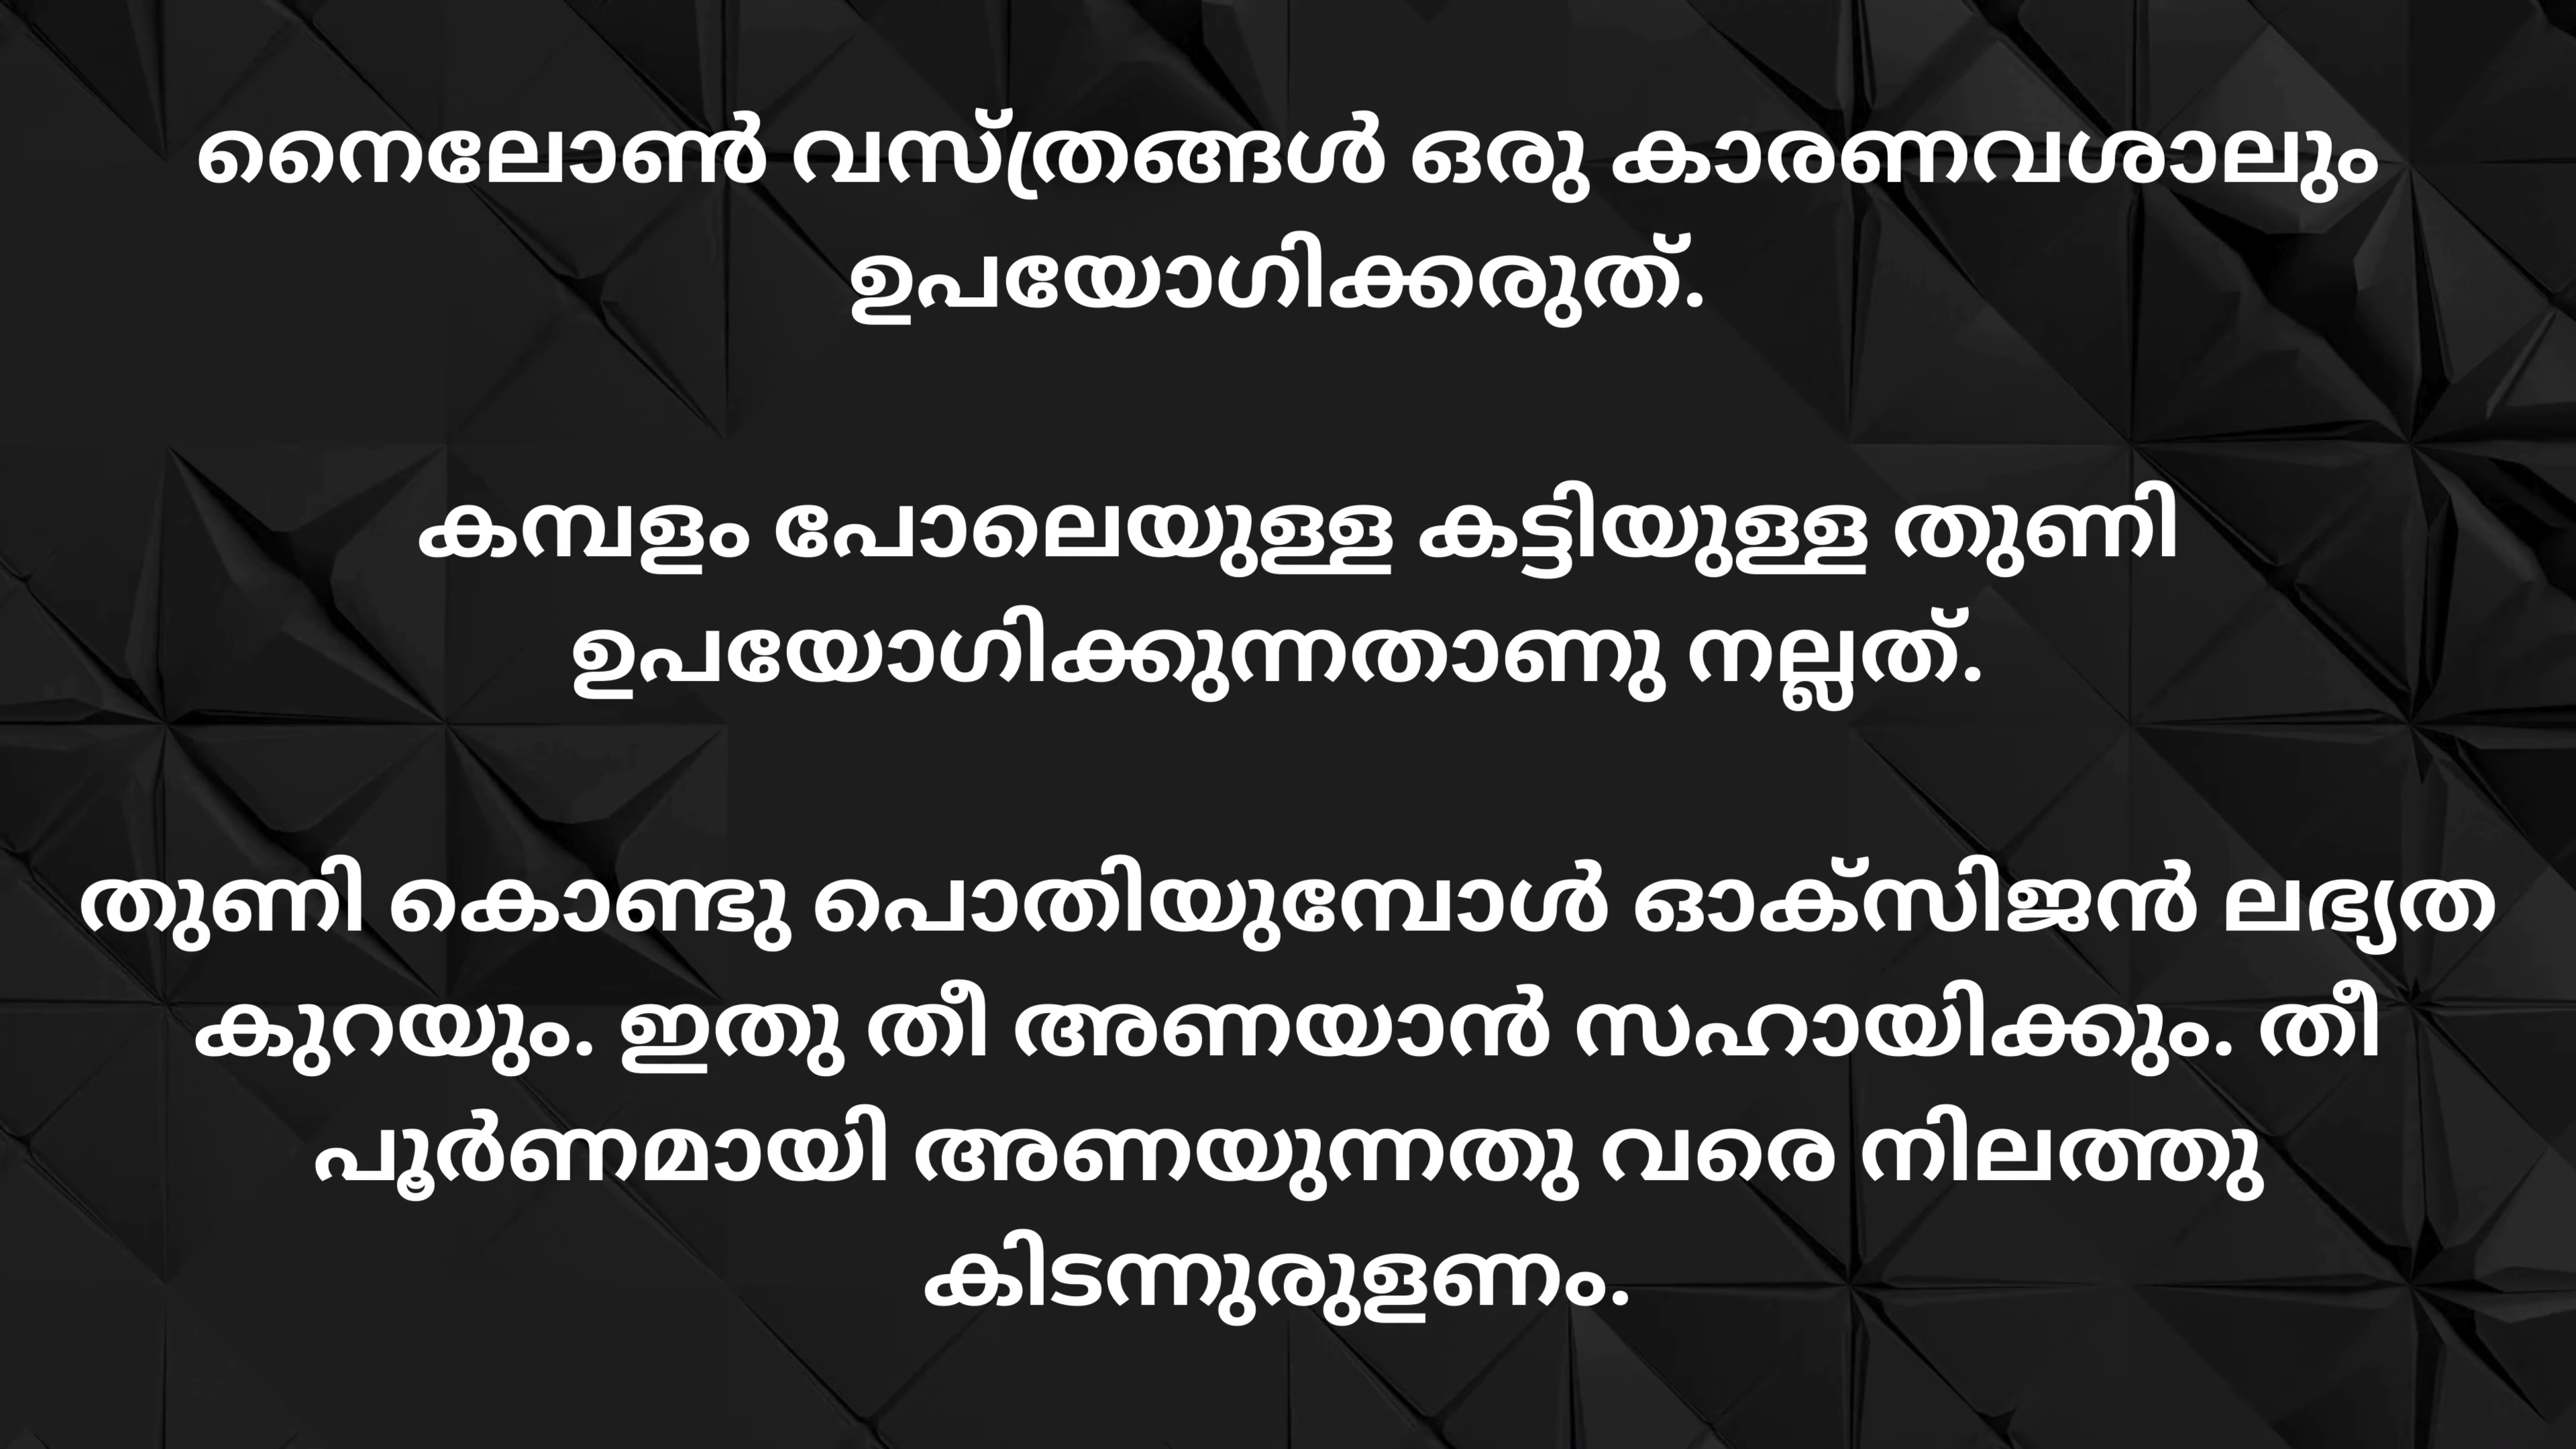 നൈലോൺ വസ്ത്രങ്ങൾ ഒരു കാരണവശാലും
ഉപയോഗിക്കരുത്.
കമ്പളം പോലെയുള്ള കട്ടിയുള്ള തുണി
ഉപയോഗിക്കുന്നതാണു നല്ലത്.
തുണി കൊണ്ടു പൊതിയുമ്പോൾ ഓക്സിജൻ ലഭ്യത
കുറയും. ഇതു തീ അണയാൻ സഹായിക്കും. തീ
പൂർണമായി അണയുന്നതു വരെ നിലത്തു
കിടന്നുരുളണം.